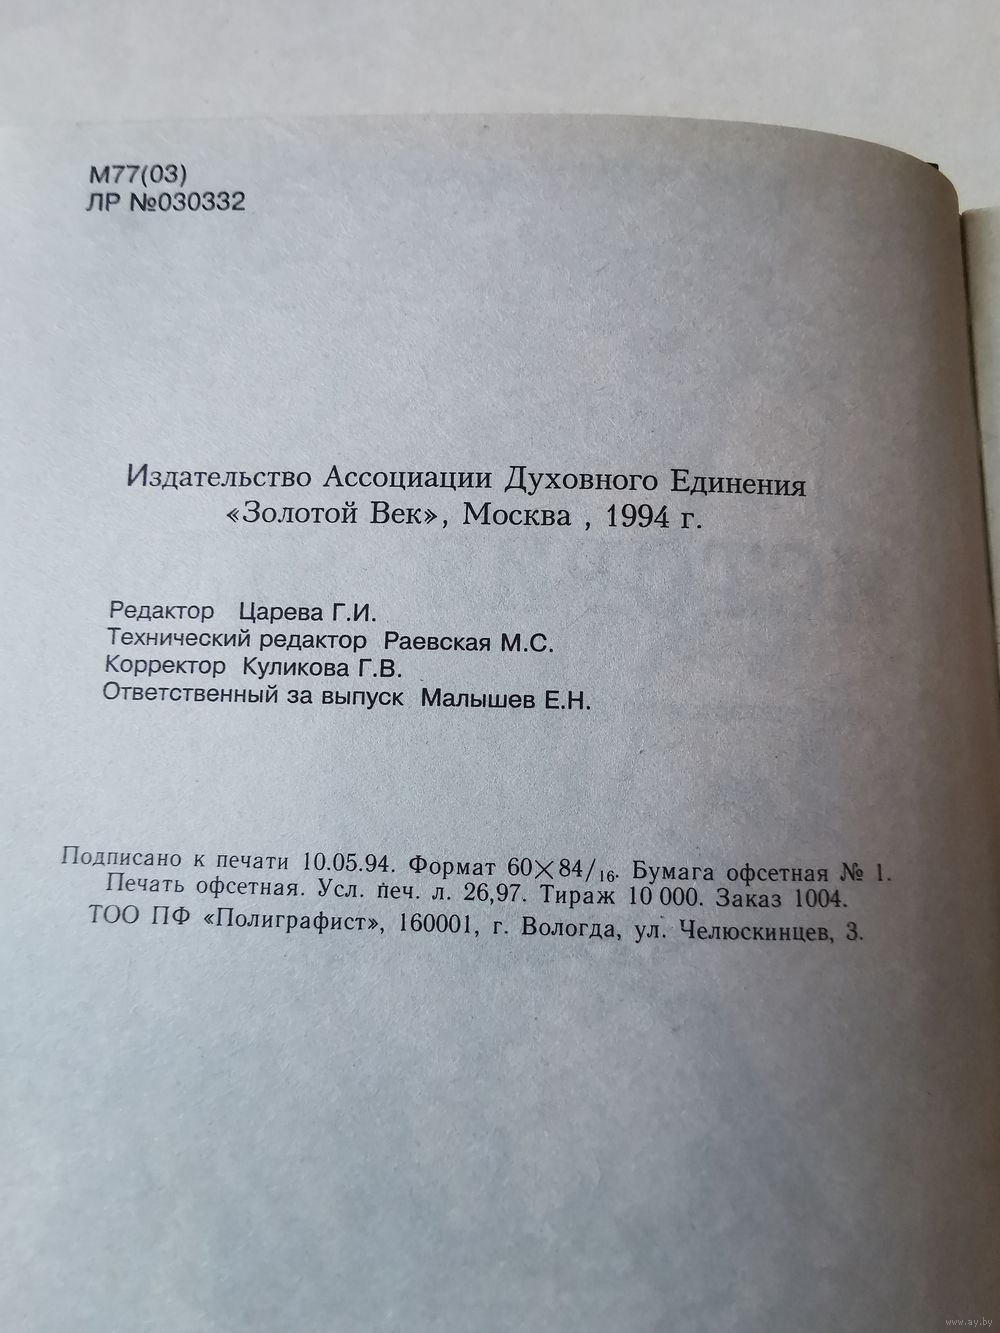 М77(03)
ЛР №030332
Издательство Ассоциации Духовного Единения
«Золотой Век», Москва , 1994 г.
Редактор Царева Г.И.
Технический редактор Раевская М.С.
Корректор Куликова Г.В.
Ответственный за выпуск Малышев Е.Н.
Подписано к печати 10.05.94. Формат 60×84/16. Бумага офсетная № 1.
Печать офсетная. Усл. печ. л. 26,97. Тираж 10 000. Заказ 1004.
ТОО ПФ «Полиграфист», 160001, г. Вологда, ул. Челюскинцев, 3.
www.ay.by